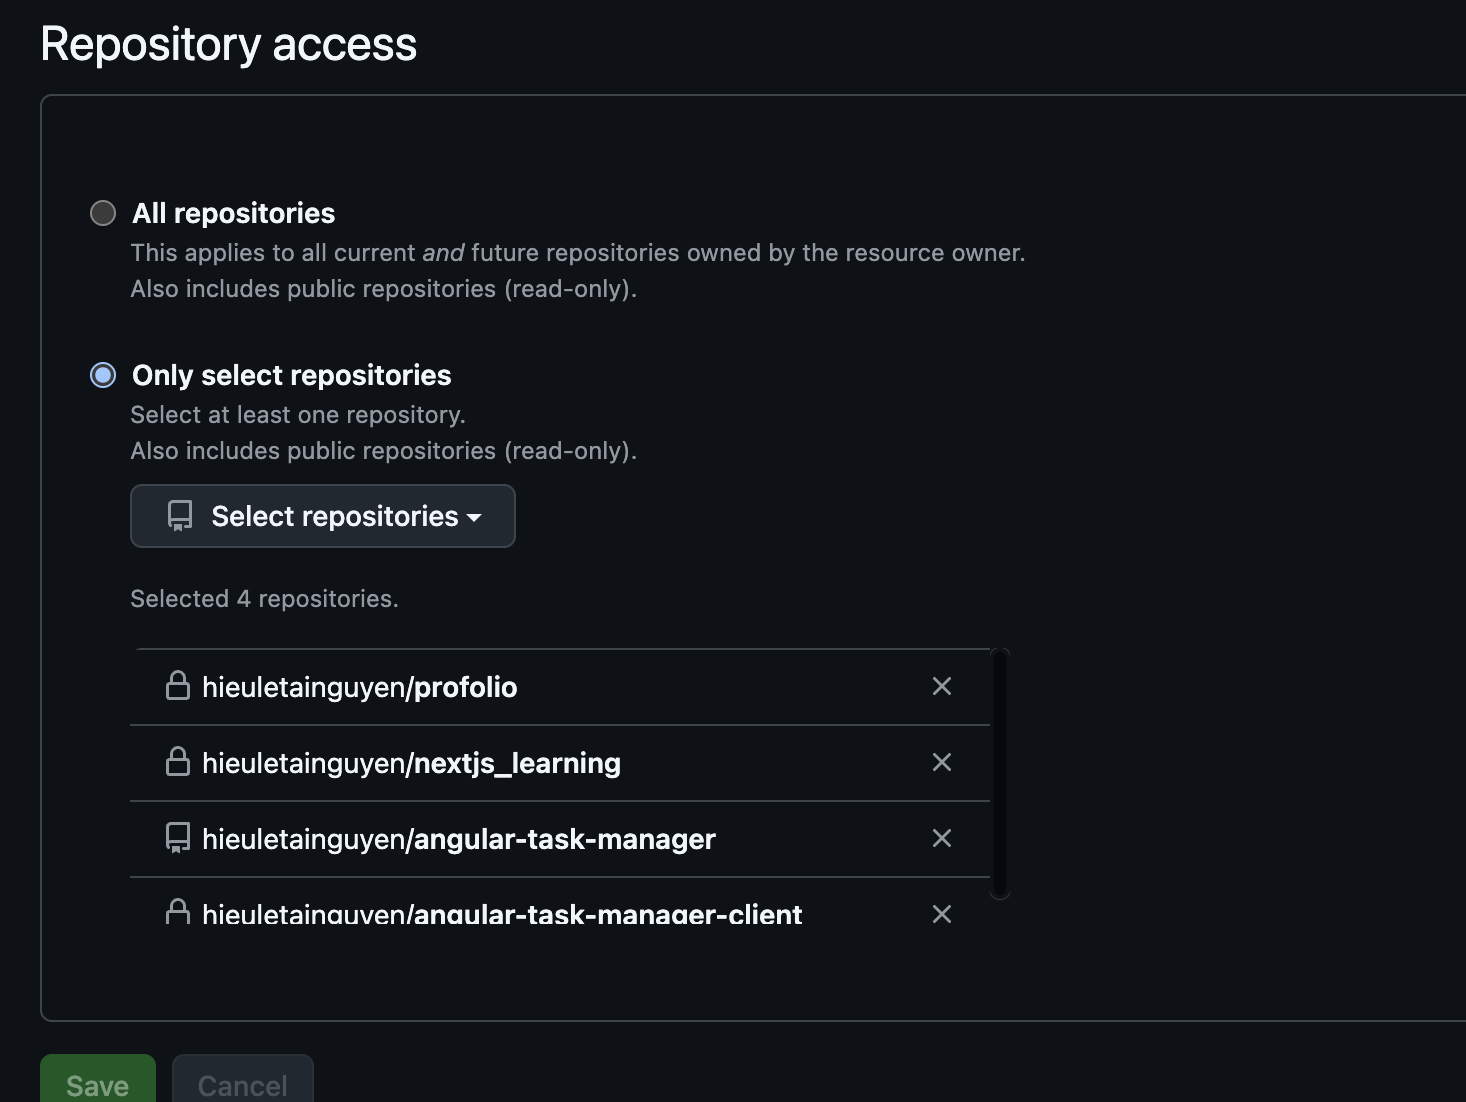 Repository access
All repositories
This applies to all current and future repositories owned by the resource owner.
Also includes public repositories (read-only).
Only select repositories
Select at least one repository.
Also includes public repositories (read-only).
Select repositories
Selected 4 repositories.
hieuletainguyen/profolio
hieuletainguyen/nextjs_learning
hieuletainguyen/angular-task-manager
hieuletainguyen/angular-task-manager-client
Save
Cancel